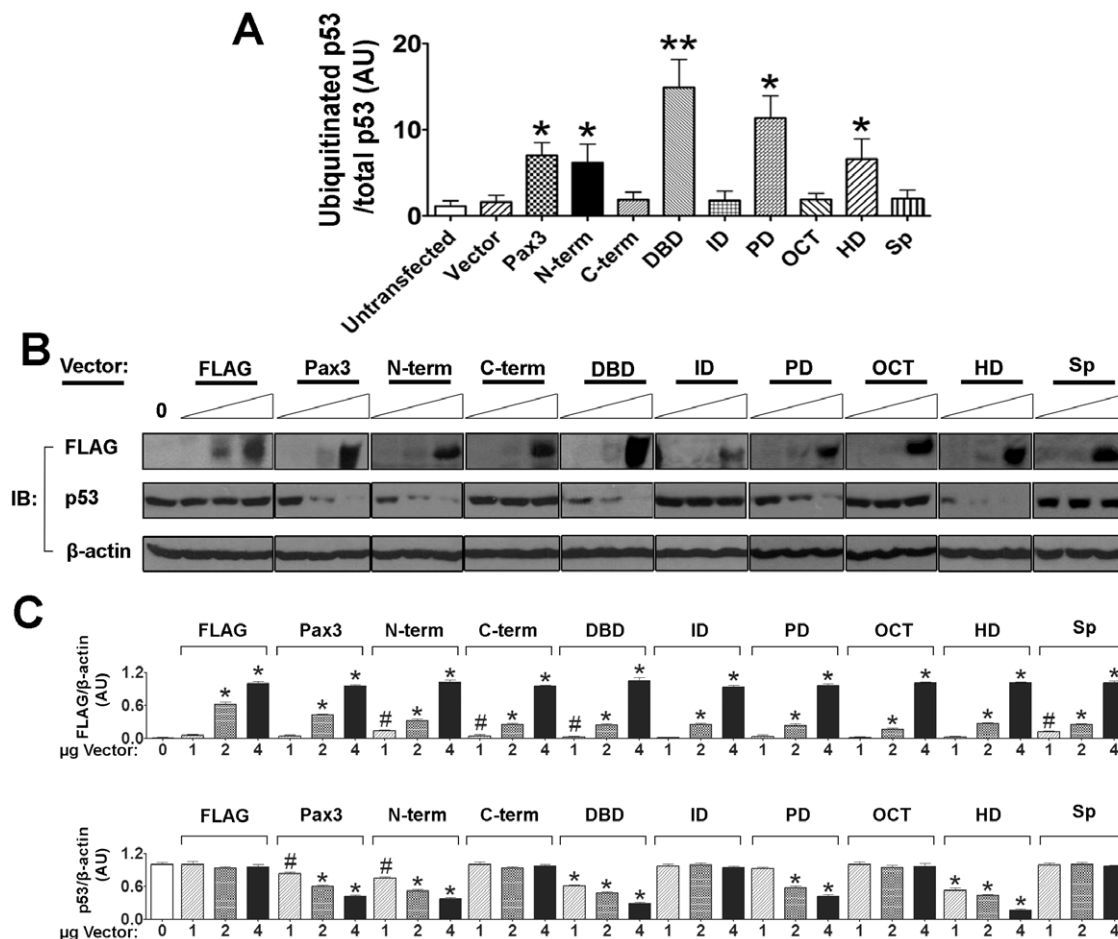 A
Ubiquitinated p53
/total p53 (AU)
20
10
0
** 
* * * *
Untransfected Vector Pax3 N-term C-term DBD ID PD OCT HD Sp
B
Vector: FLAG Pax3 N-term C-term DBD ID PD OCT HD Sp
0
IB:
FLAG
p53
β-actin
C
FLAG Pax3 N-term C-term DBD ID PD OCT HD Sp
FLAG/β-actin
(AU)
1.2
0.6
0.0
* * * * # * * # * * # * * * * * * * * * * # * *
µg Vector: 0 1 2 4 1 2 4 1 2 4 1 2 4 1 2 4 1 2 4 1 2 4 1 2 4 1 2 4 1 2 4
FLAG Pax3 N-term C-term DBD ID PD OCT HD Sp
p53/β-actin
(AU)
1.2
0.6
0.0
# * * # * * * * * * * * * *
µg Vector: 0 1 2 4 1 2 4 1 2 4 1 2 4 1 2 4 1 2 4 1 2 4 1 2 4 1 2 4 1 2 4